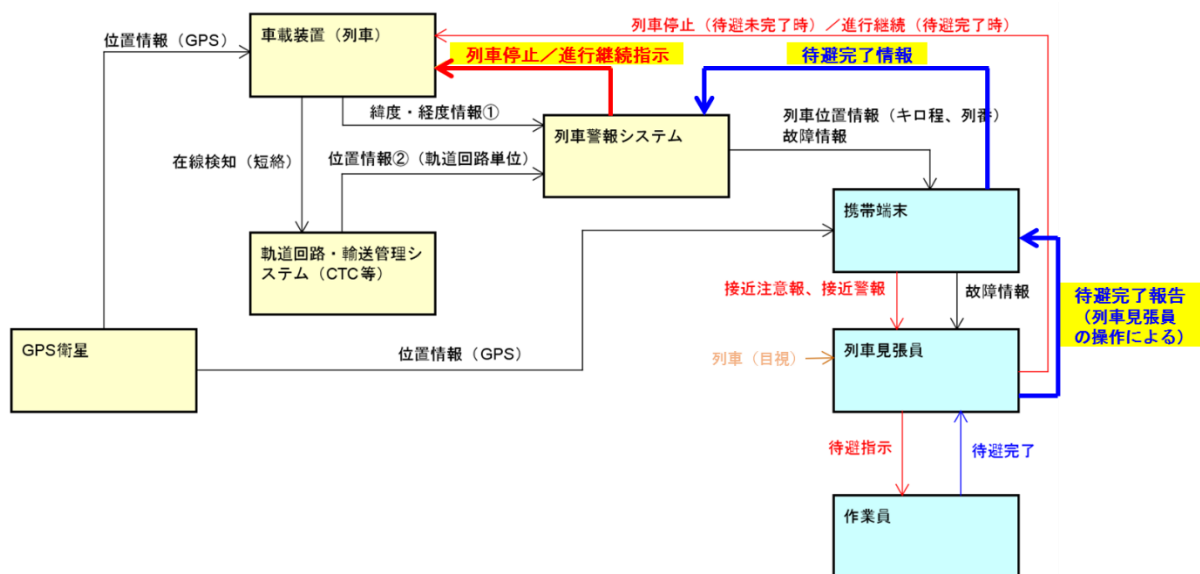 列車停止（待避未完了時）／進行継続（待避完了時）
車載装置（列車）
位置情報（GPS）
列車停止／進行継続指示
待避完了情報
緯度・経度情報①
列車警報システム
列車位置情報（キロ程、列番）
故障情報
在線検知（短絡）
位置情報②（軌道回路単位）
携帯端末
軌道回路・輸送管理シ
ステム（CTC等）
接近注意報、接近警報
故障情報
待避完了報告
（列車見張員
の操作による）
GPS衛星
位置情報（GPS）
列車（目視）
列車見張員
待避指示
待避完了
作業員